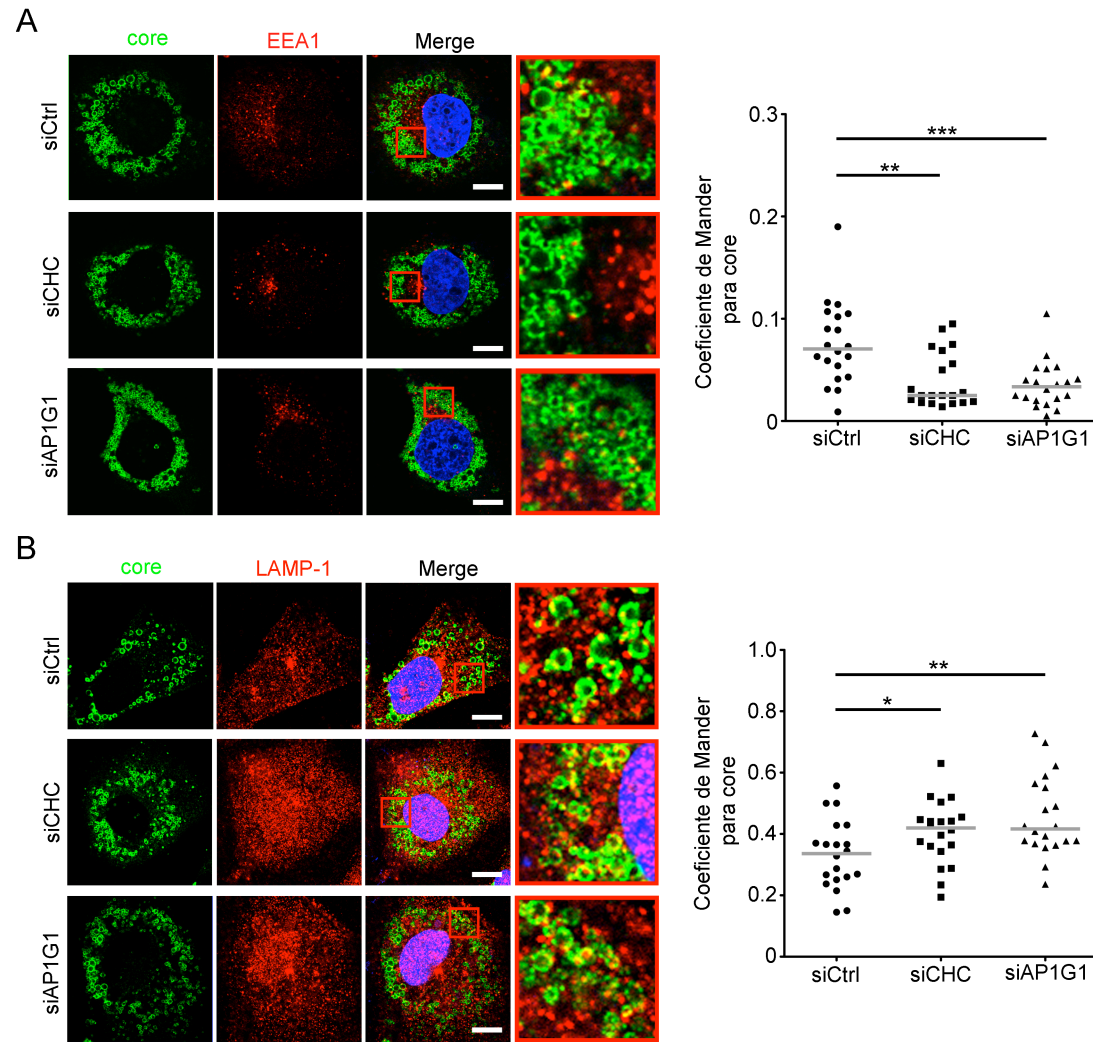 A
core EEA1 Merge
siCtrl
siCHC
siAP1G1
Coeficiente de Mander
para core
0.3
0.2
0.1
0
***
**
siCtrl siCHC siAP1G1
B
core LAMP-1 Merge
siCtrl
siCHC
siAP1G1
Coeficiente de Mander
para core
1.0
0.8
0.6
0.4
0.2
0
**
*
siCtrl siCHC siAP1G1